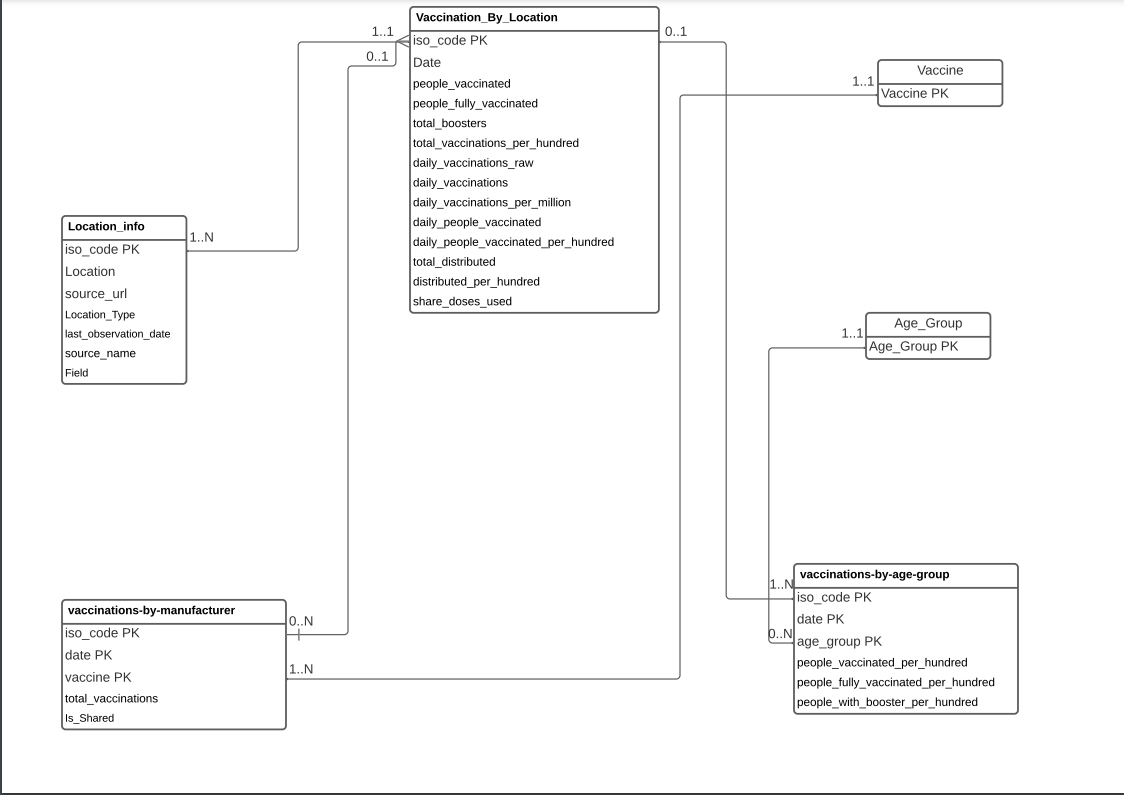 Vaccination_By_Location
iso_code PK
Date
people_vaccinated
people_fully_vaccinated
total_boosters
total_vaccinations_per_hundred
daily_vaccinations_raw
daily_vaccinations
daily_vaccinations_per_million
daily_people_vaccinated
daily_people_vaccinated_per_hundred
total_distributed
distributed_per_hundred
share_doses_used
1..1
0..1
0..1
Vaccine
Vaccine PK
1..1
Location_info
iso_code PK
Location
source_url
Location_Type
last_observation_date
source_name
Field
1..N
Age_Group
Age_Group PK
1..1
vaccinations-by-manufacturer
iso_code PK
date PK
vaccine PK
total_vaccinations
Is_Shared
0..N
1..N
vaccinations-by-age-group
iso_code PK
date PK
age_group PK
people_vaccinated_per_hundred
people_fully_vaccinated_per_hundred
people_with_booster_per_hundred
1..N
0..N